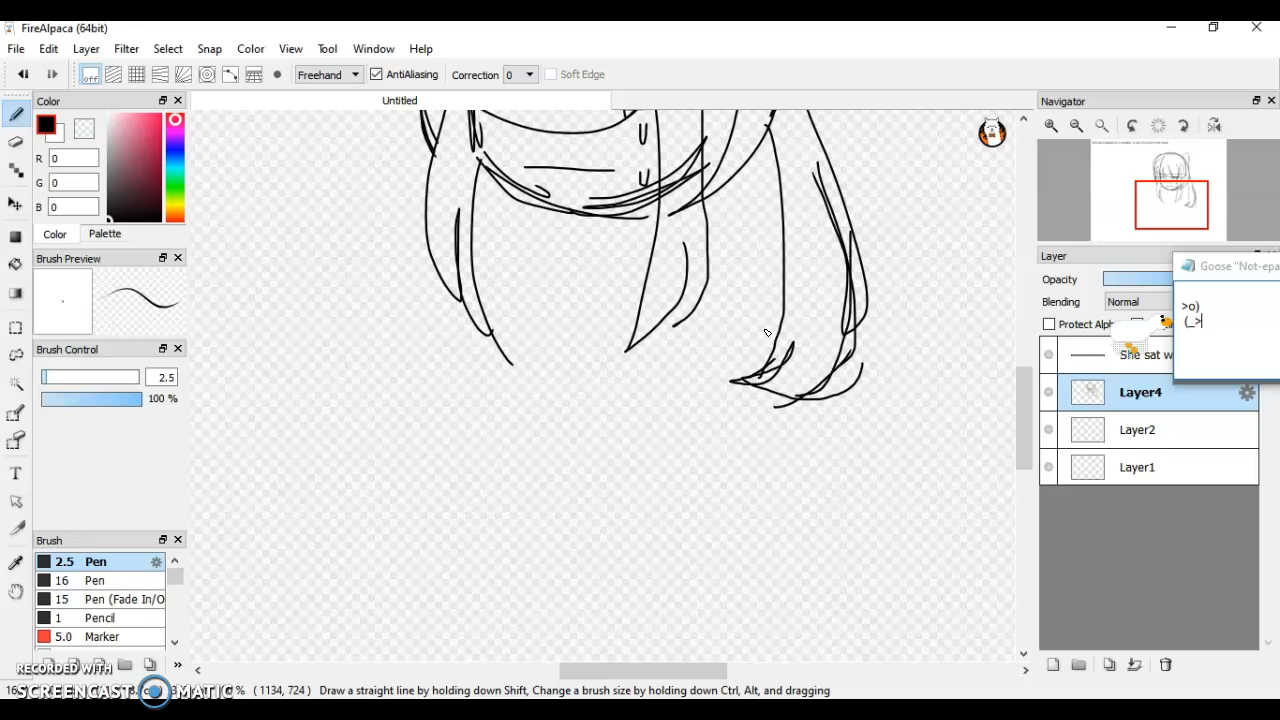 FireAlpaca (64bit)
File Edit Layer Filter Select Snap Color View Tool Window Help
off Freehand AntiAliasing Correction 0 Soft Edge
Color
Untitled
Navigator
R 0
G 0
B 0
Color Palette
Brush Preview
Layer
Opacity
Goose "Not-epa
Blending Normal
>o)
(_>
Protect Alph
Brush Control
She sat w
2.5
100 %
Layer4
Layer2
Layer1
Brush
2.5 Pen
16 Pen
15 Pen (Fade In/O
1 Pencil
5.0 Marker
RECORDED WITH
SCREENCAST MATIC
% ( 1134, 724 ) Draw a straight line by holding down Shift, Change a brush size by holding down Ctrl, Alt, and dragging